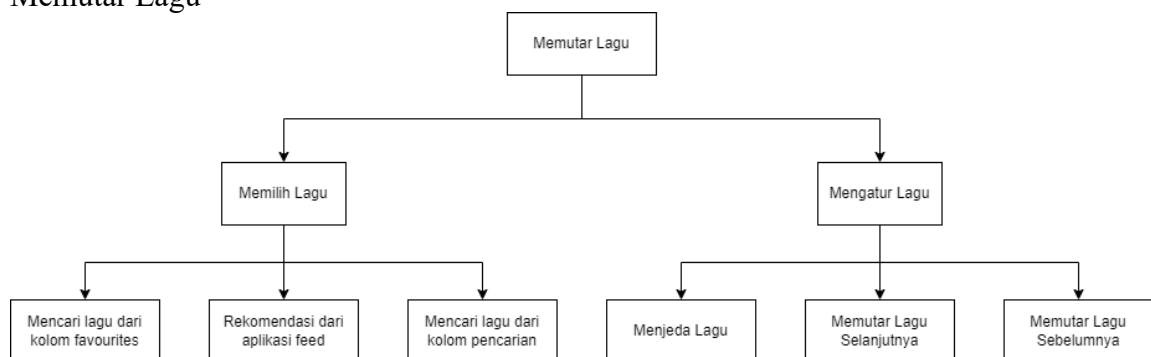 Memutar Lagu
Memutar Lagu
Memilih Lagu
Mengatur Lagu
Mencari lagu dari
kolom favourites
Rekomendasi dari
aplikasi feed
Mencari lagu dari
kolom pencarian
Menjeda Lagu
Memutar Lagu
Selanjutnya
Memutar Lagu
Sebelumnya